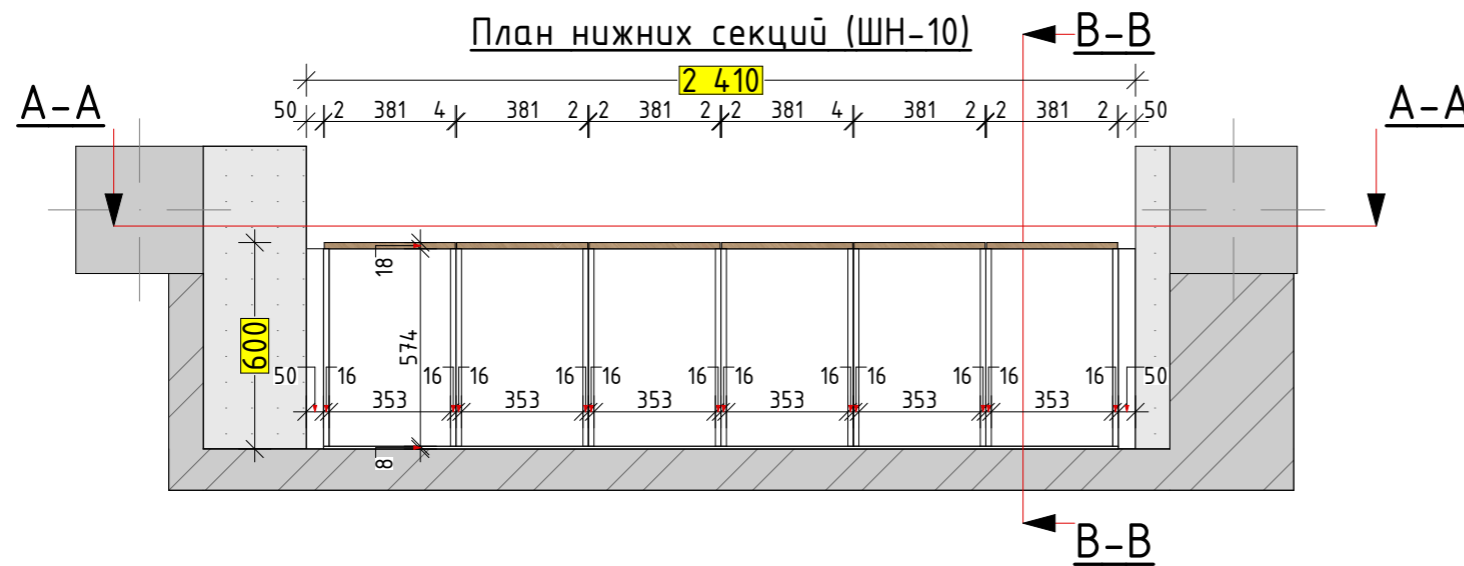 План нижних секций (ШН-10)
B-B
2 410
A-A
50 2 381 4 381 2 2 381 2 2 381 4 381 2 2 381 2 50
A-A
18
600
574
50 16 16 16 16 16 16 16 16 16 16 16 16 50
353 353 353 353 353 353
8
B-B